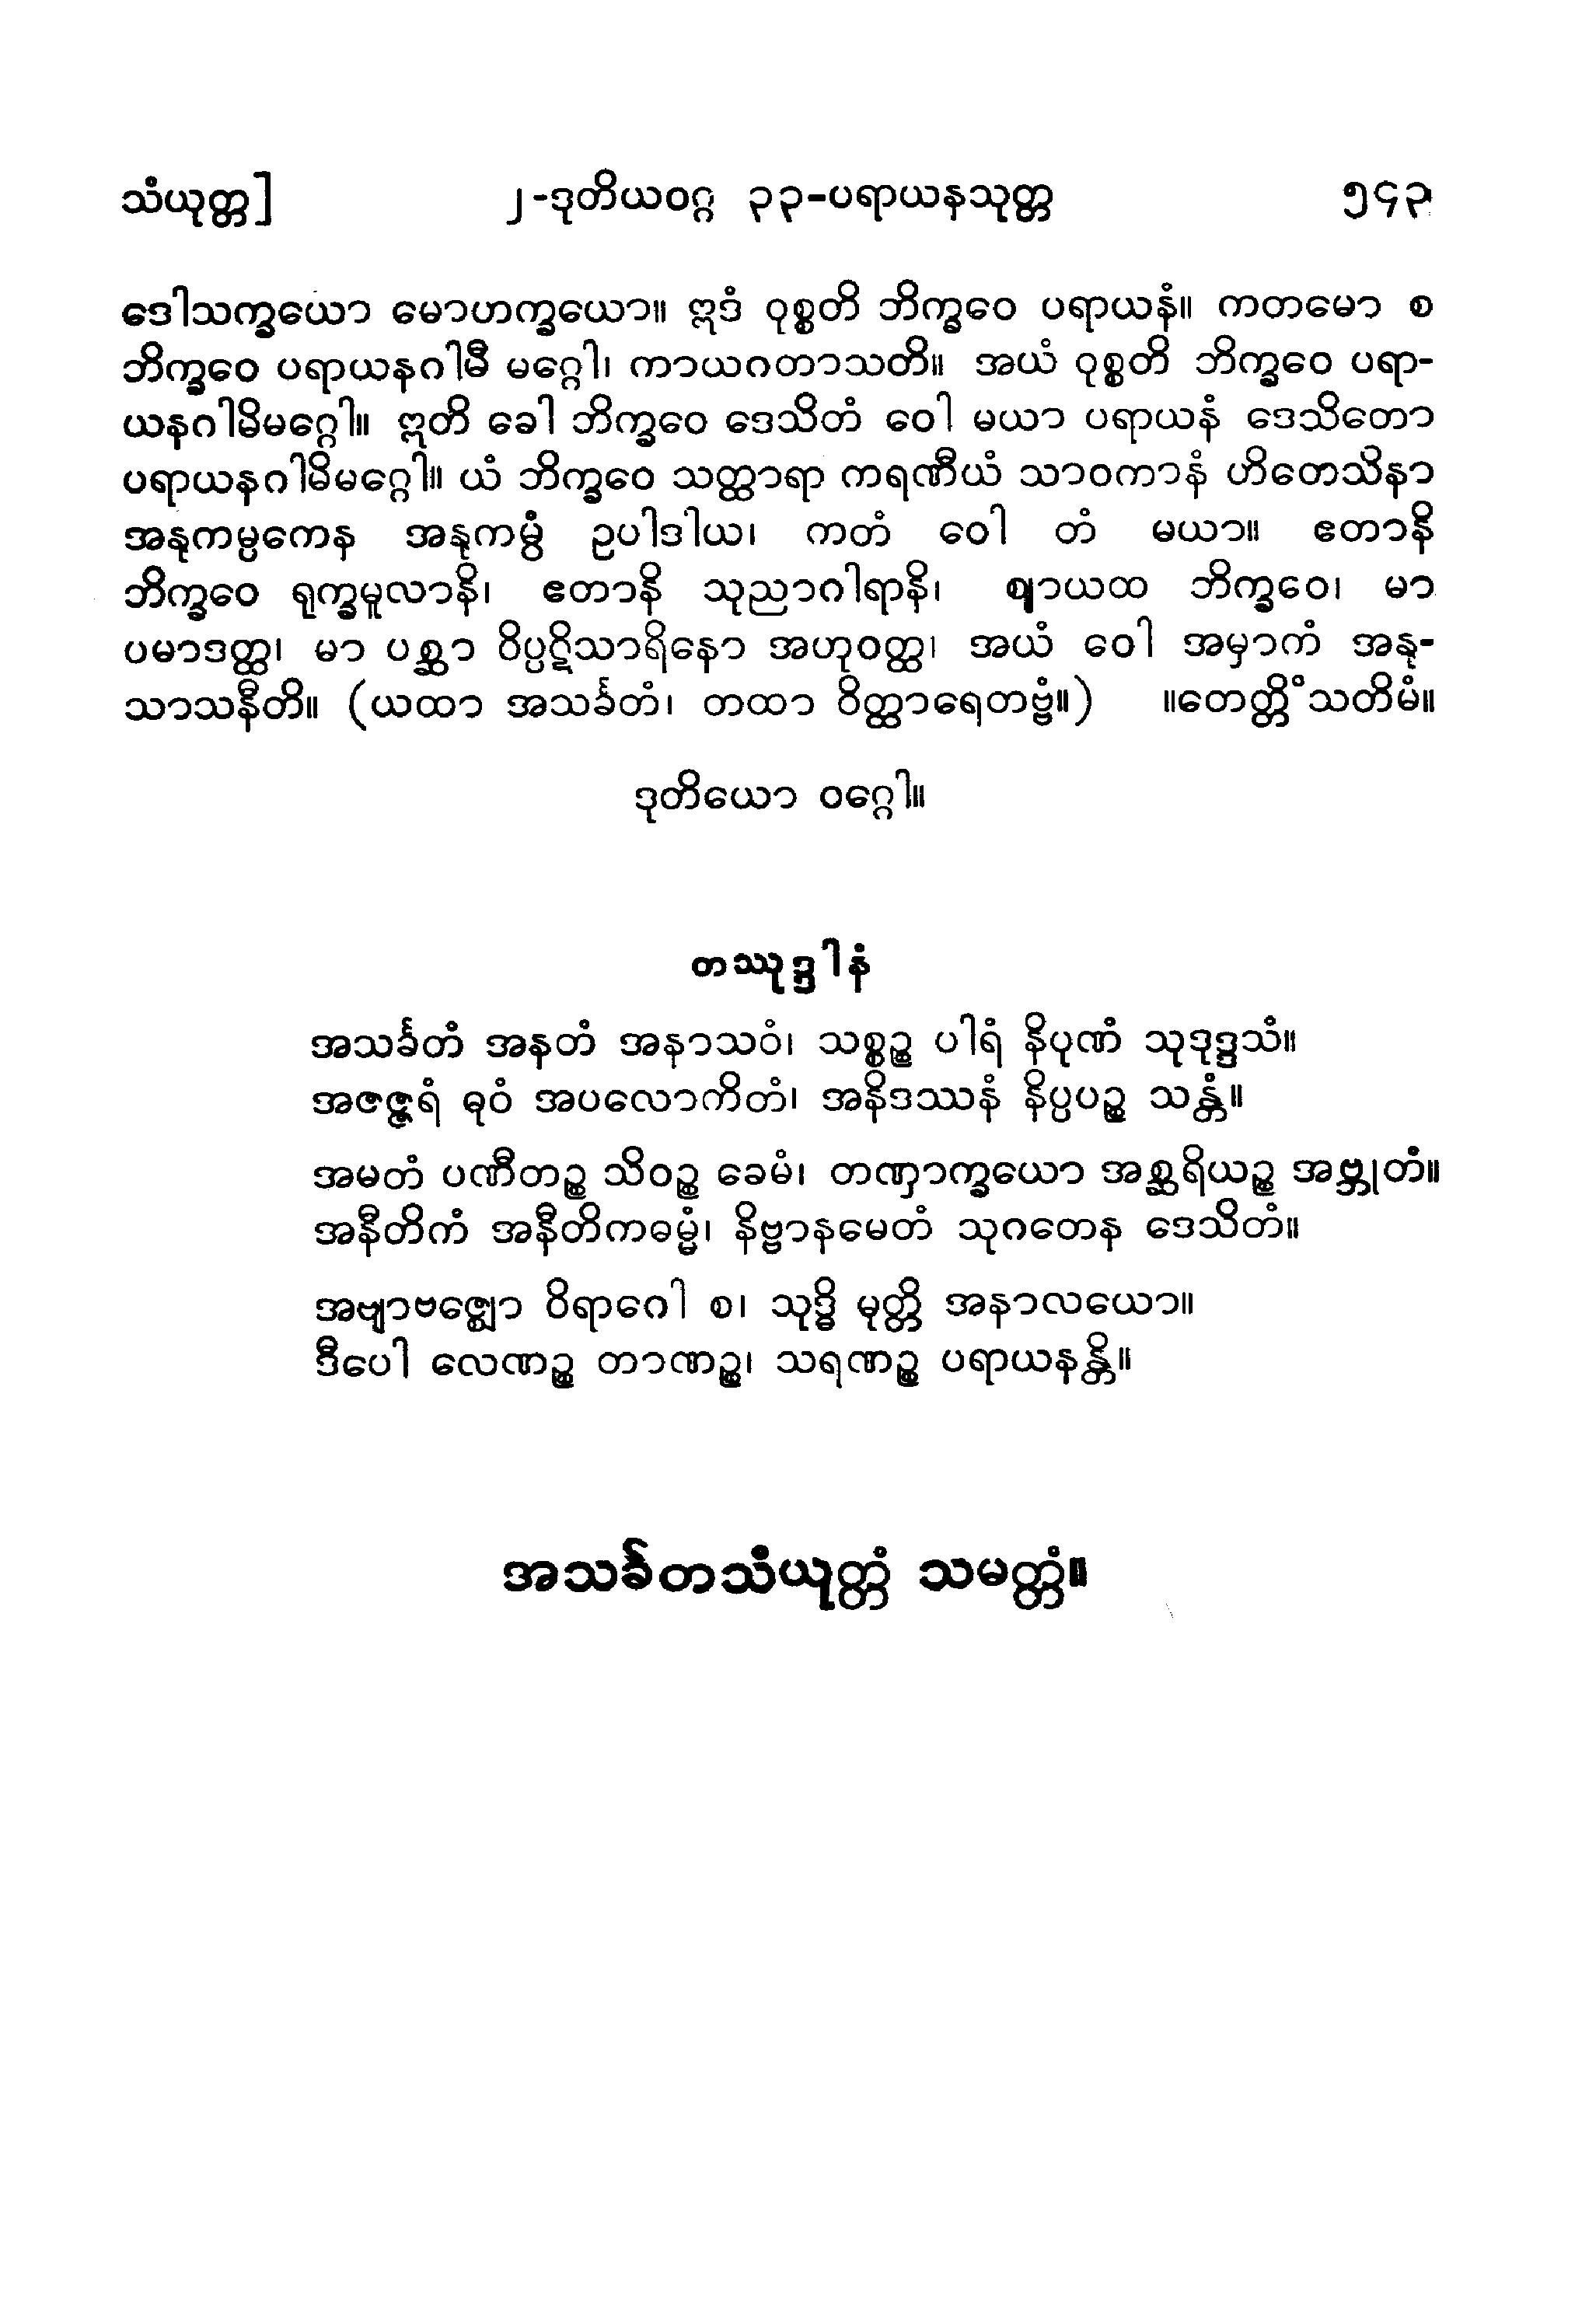 သံယုတ္တ] ၂-ဒုတိယဝဂ္ဂ ၃၃-ပရာယနသုတ္တ ၅၄၃
ဒေါသက္ခယော မောဟက္ခယော။ ဣဒံ ဝုစ္စတိ ဘိက္ခဝေ ပရာယနံ။ ကတမော စ
ဘိက္ခဝေ ပရာယနဂါမီ မဂ္ဂေါ၊ ကာယဂတာသတိ။ အယံ ဝုစ္စတိ ဘိက္ခဝေ ပရာ-
ယနဂါမိမဂ္ဂေါ။ ဣတိ ခေါ ဘိက္ခဝေ ဒေသိတံ ဝေါ မယာ ပရာယနံ ဒေသိတော
ပရာယနဂါမိမဂ္ဂေါ။ ယံ ဘိက္ခဝေ သတ္ထာရာ ကရဏီယံ သာဝကာနံ ဟိတေသိနာ
အနုကမ္ပကေန အနုကမ္ပံ ဥပါဒါယ၊ ကတံ ဝေါ တံ မယာ။ ဧတာနိ
ဘိက္ခဝေ ရုက္ခမူလာနိ၊ ဧတာနိ သုညာဂါရာနိ၊ ဈာယထ ဘိက္ခဝေ၊ မာ
ပမာဒတ္ထ၊ မာ ပစ္ဆာ ဝိပ္ပဋိသာရိနော အဟုဝတ္ထ၊ အယံ ဝေါ အမှာကံ အနု-
သာသနီတိ။ (ယထာ အသင်္ခတံ၊ တထာ ဝိတ္ထာရေတဗ္ဗံ။) ။တေတ္တိံသတိမံ။
ဒုတိယော ဝဂ္ဂေါ။
တဿုဒ္ဒါနံ
အသင်္ခတံ အနတံ အနာသဝံ၊ သစ္စဉ္စ ပါရံ နိပုဏံ သုဒုဒ္ဒသံ။
အဇဇ္ဇရံ ဓုဝံ အပလောကိတံ၊ အနိဒဿနံ နိပ္ပပဉ္စ သန္တံ။
အမတံ ပဏီတဉ္စ သိဝဉ္စ ခေမံ၊ တဏှာက္ခယော အစ္ဆရိယဉ္စ အဗ္ဘုတံ။
အနီတိကံ အနီတိကဓမ္မံ၊ နိဗ္ဗာနမေတံ သုဂတေန ဒေသိတံ။
အဗျာဗဇ္ဈော ဝိရာဂေါ စ၊ သုဒ္ဓိ မုတ္တိ အနာလယော။
ဒီပေါ လေဏဉ္စ တာဏဉ္စ၊ သရဏဉ္စ ပရာယနန္တိ။
အသင်္ခတသံယုတ္တံ သမတ္တံ။